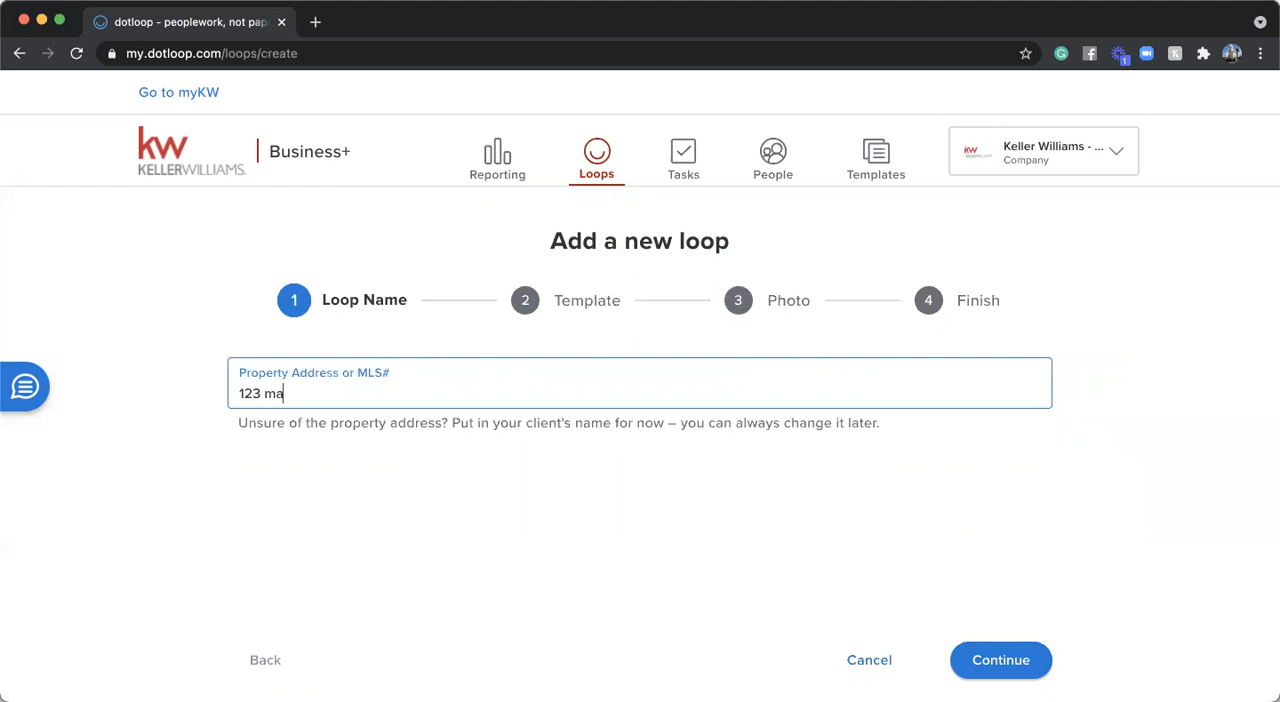 dotloop - peoplework, not pap
my.dotloop.com/loops/create
1
Go to myKW
kw
KELLERWILLIAMS.
Business+
Reporting
Loops
Tasks
People
Templates
kw
Keller Williams - ...
Company
Add a new loop
1 Loop Name
2 Template
3 Photo
4 Finish
Property Address or MLS#
123 ma
Unsure of the property address? Put in your client's name for now – you can always change it later.
Back
Cancel
Continue